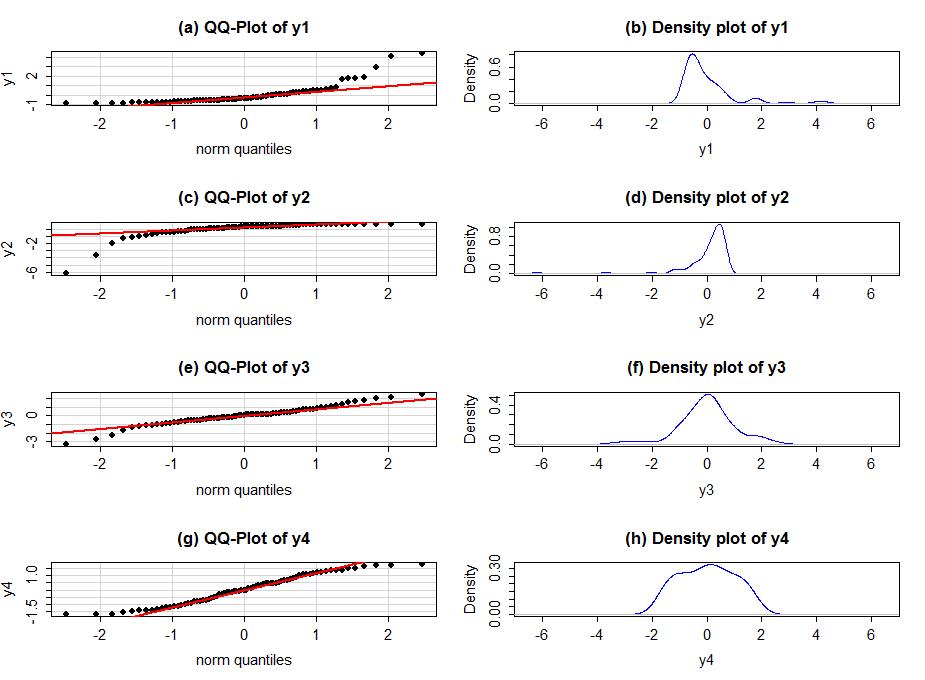 (a) QQ-Plot of y1
y1
2
-1
-2 -1 0 1 2
norm quantiles
(b) Density plot of y1
Density
0.6
0.0
-6 -4 -2 0 2 4 6
y1
(c) QQ-Plot of y2
y2
-2
-6
-2 -1 0 1 2
norm quantiles
(d) Density plot of y2
Density
0.8
0.0
-6 -4 -2 0 2 4 6
y2
(e) QQ-Plot of y3
y3
0
-3
-2 -1 0 1 2
norm quantiles
(f) Density plot of y3
Density
0.4
0.0
-6 -4 -2 0 2 4 6
y3
(g) QQ-Plot of y4
y4
1.0
-1.5
-2 -1 0 1 2
norm quantiles
(h) Density plot of y4
Density
0.30
0.00
-6 -4 -2 0 2 4 6
y4